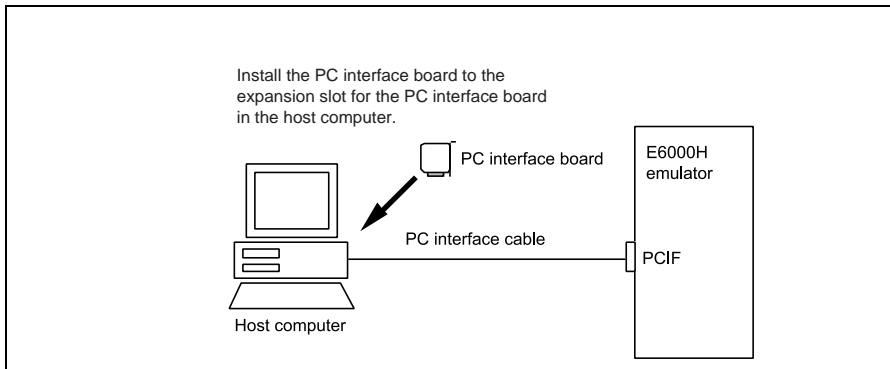 Install the PC interface board to the
expansion slot for the PC interface board
in the host computer.
PC interface board
E6000H
emulator
PC interface cable
PCIF
Host computer